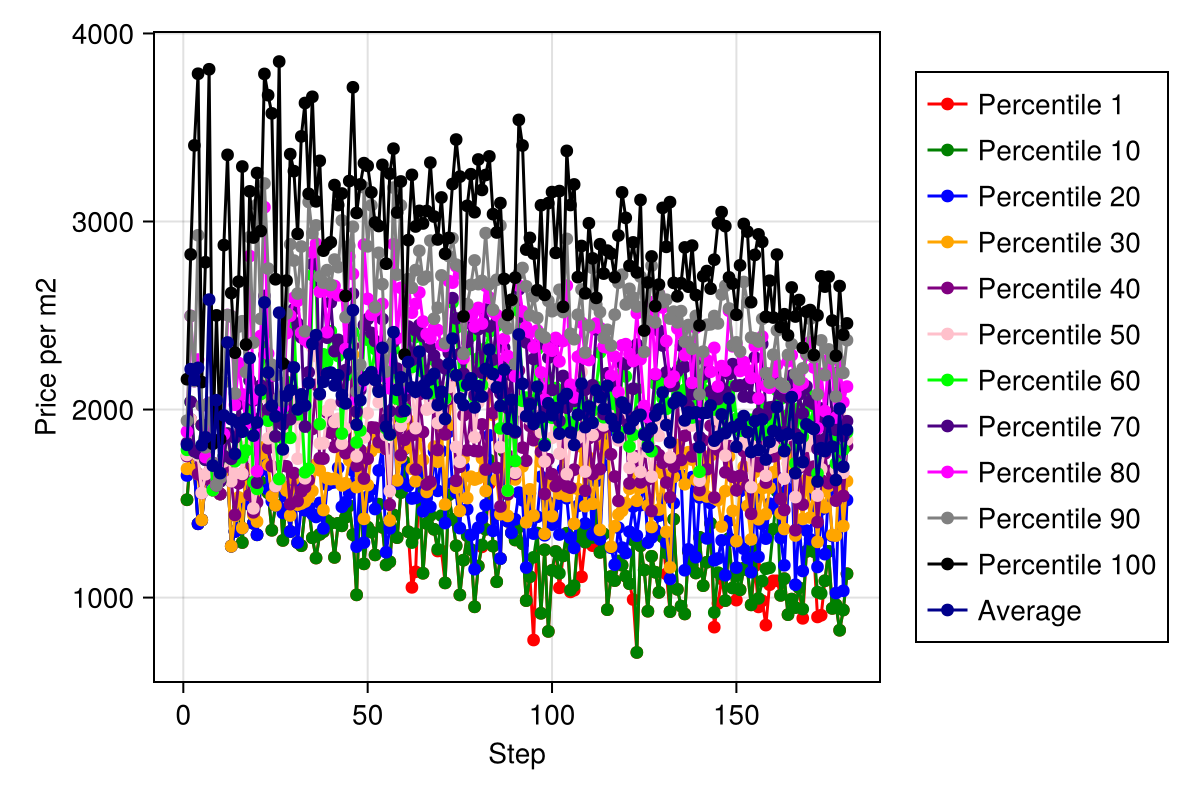 4000
3000
2000
1000
Price per m2
0
50
100
150
Step
Percentile 1
Percentile 10
Percentile 20
Percentile 30
Percentile 40
Percentile 50
Percentile 60
Percentile 70
Percentile 80
Percentile 90
Percentile 100
Average